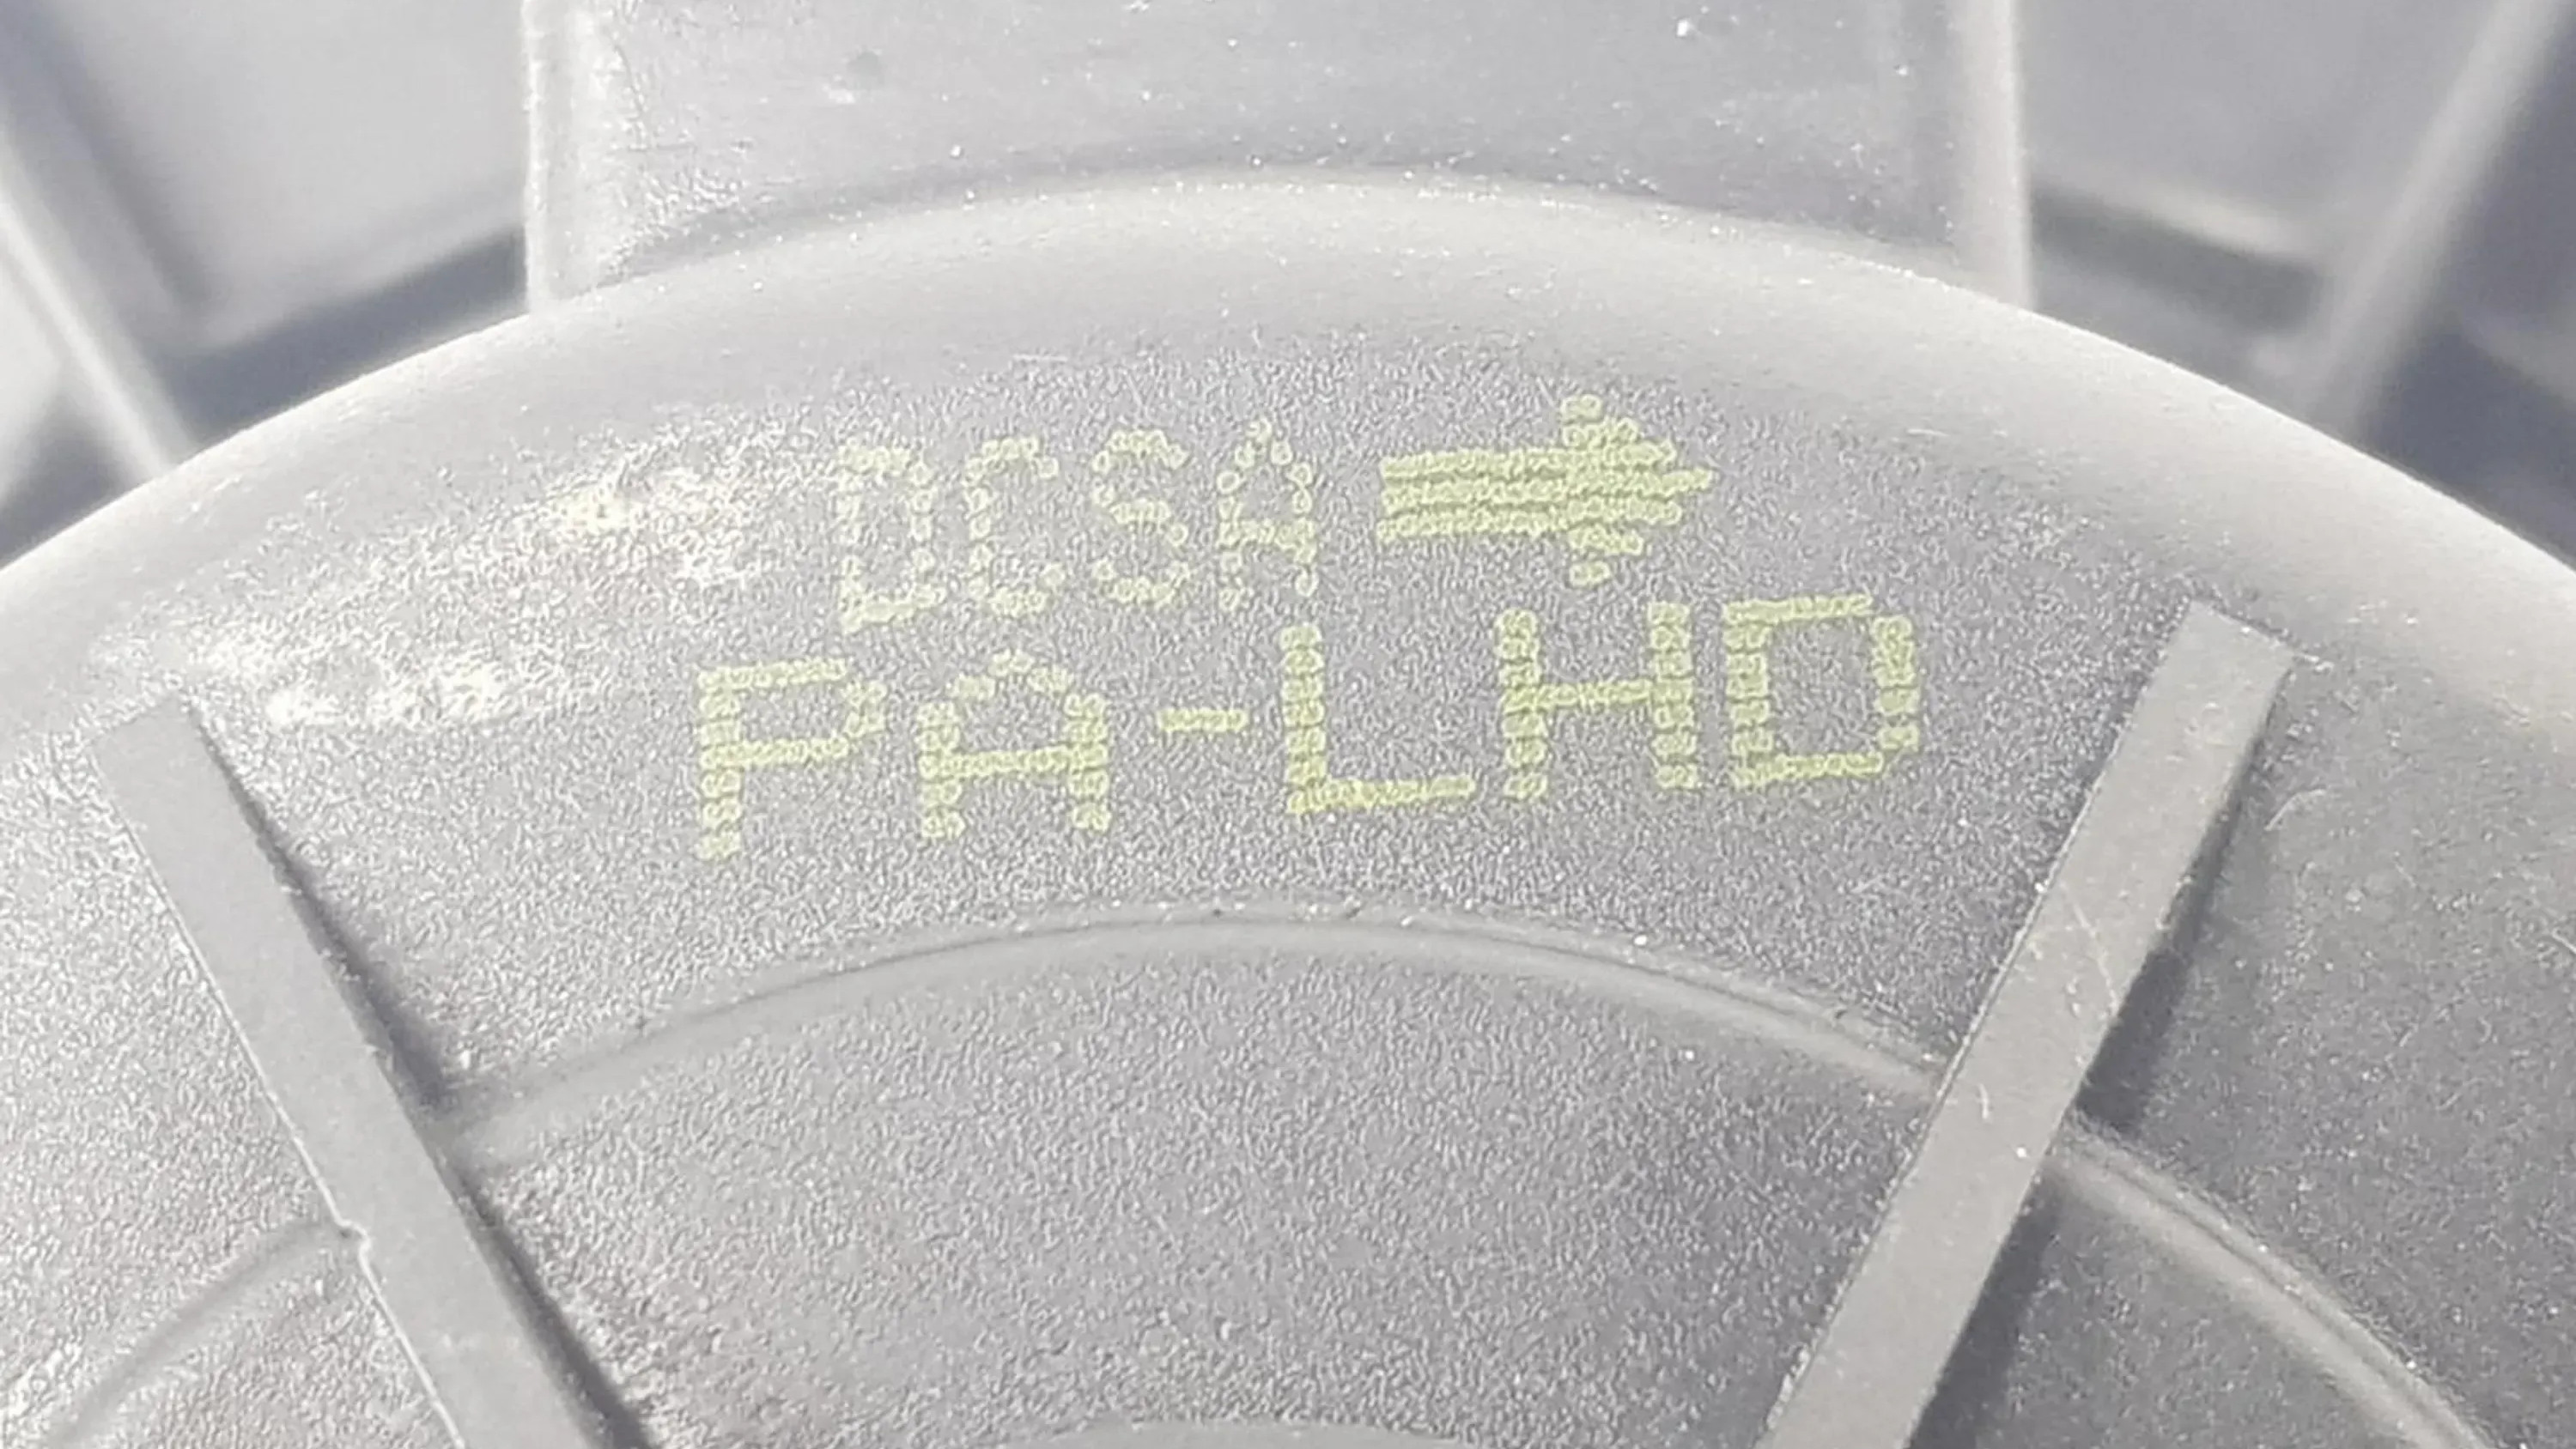 DCSA →
PA-LHD